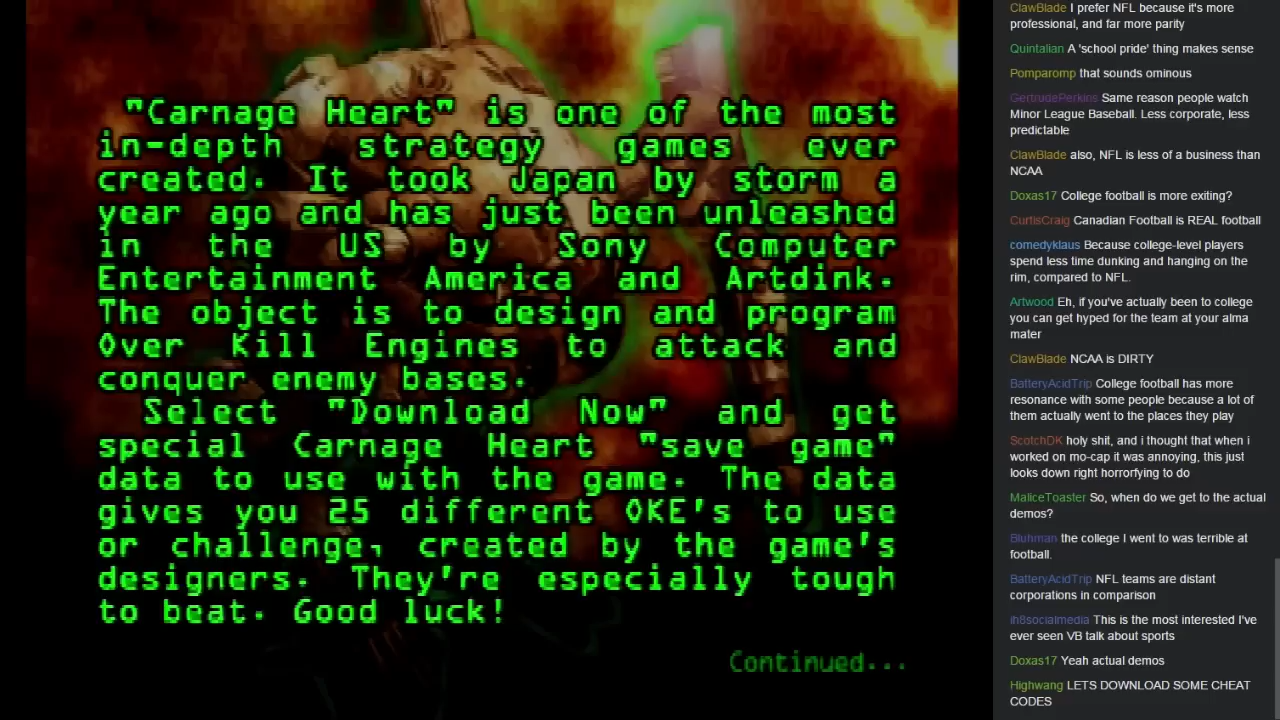 "Carnage Heart" is one of the most
in-depth strategy games ever
created. It took Japan by storm a
year ago and has just been unleashed
in the US by Sony Computer
Entertainment America and Artdink.
The object is to design and program
Over Kill Engines to attack and
conquer enemy bases.
Select "Download Now" and get
special Carnage Heart "save game"
data to use with the game. The data
gives you 25 different OKE's to use
or challenge, created by the game's
designers. They're especially tough
to beat. Good luck!
Continued...
ClawBlade I prefer NFL because it's more
professional, and far more parity
Quintalian A 'school pride' thing makes sense
Pomparomp that sounds ominous
GertrudePerkins Same reason people watch
Minor League Baseball. Less corporate, less
predictable
ClawBlade also, NFL is less of a business than
NCAA
Doxas17 College football is more exiting?
CurtisCraig Canadian Football is REAL football
comedyklaus Because college-level players
spend less time dunking and hanging on the
rim, compared to NFL.
Artwood Eh, if you've actually been to college
you can get hyped for the team at your alma
mater
ClawBlade NCAA is DIRTY
BatteryAcidTrip College football has more
resonance with some people because a lot of
them actually went to the places they play
ScotchDK holy shit, and i thought that when i
worked on mo-cap it was annoying, this just
looks down right horrorfying to do
MaliceToaster So, when do we get to the actual
demos?
Bluhman the college I went to was terrible at
football.
BatteryAcidTrip NFL teams are distant
corporations in comparison
ih8socialmedia This is the most interested I've
ever seen VB talk about sports
Doxas17 Yeah actual demos
Highwang LETS DOWNLOAD SOME CHEAT
CODES